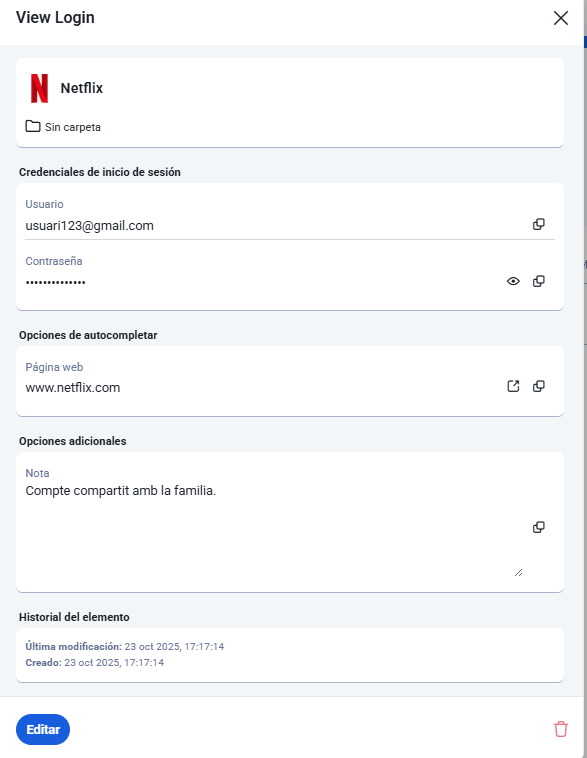 View Login
Netflix
Sin carpeta
Credenciales de inicio de sesión
Usuario
usuari123@gmail.com
Contraseña
••••••••••••••
Opciones de autocompletar
Página web
www.netflix.com
Opciones adicionales
Nota
Compte compartit amb la familia.
Historial del elemento
Última modificación: 23 oct 2025, 17:17:14
Creado: 23 oct 2025, 17:17:14
Editar